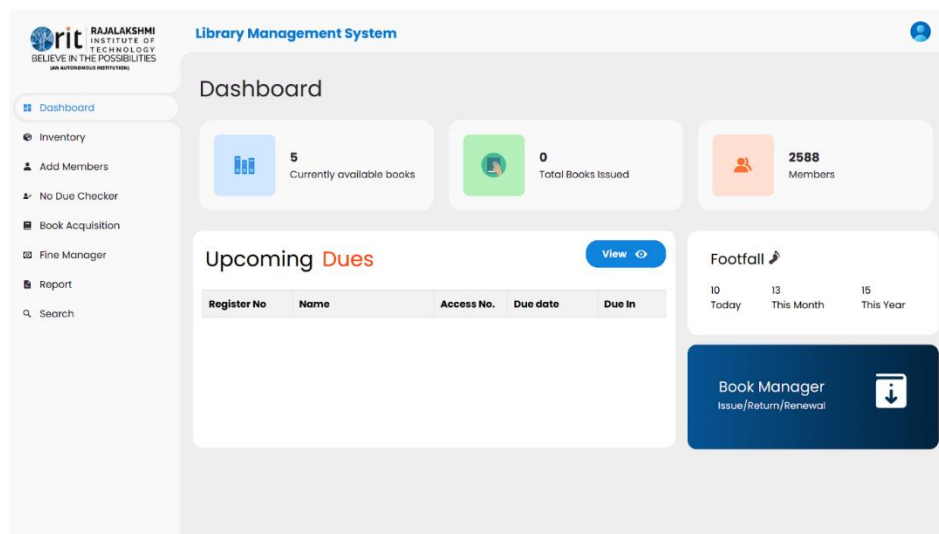 rit RAJALAKSHMI
INSTITUTE OF
TECHNOLOGY
BELIEVE IN THE POSSIBILITIES
(AN AUTONOMOUS INSTITUTION)
Library Management System
Dashboard
Inventory
Add Members
No Due Checker
Book Acquisition
Fine Manager
Report
Search
Dashboard
5
Currently available books
0
Total Books Issued
2588
Members
Upcoming Dues
View
Register No Name Access No. Due date Due In
Footfall
10 13 15
Today This Month This Year
Book Manager
Issue/Return/Renewal